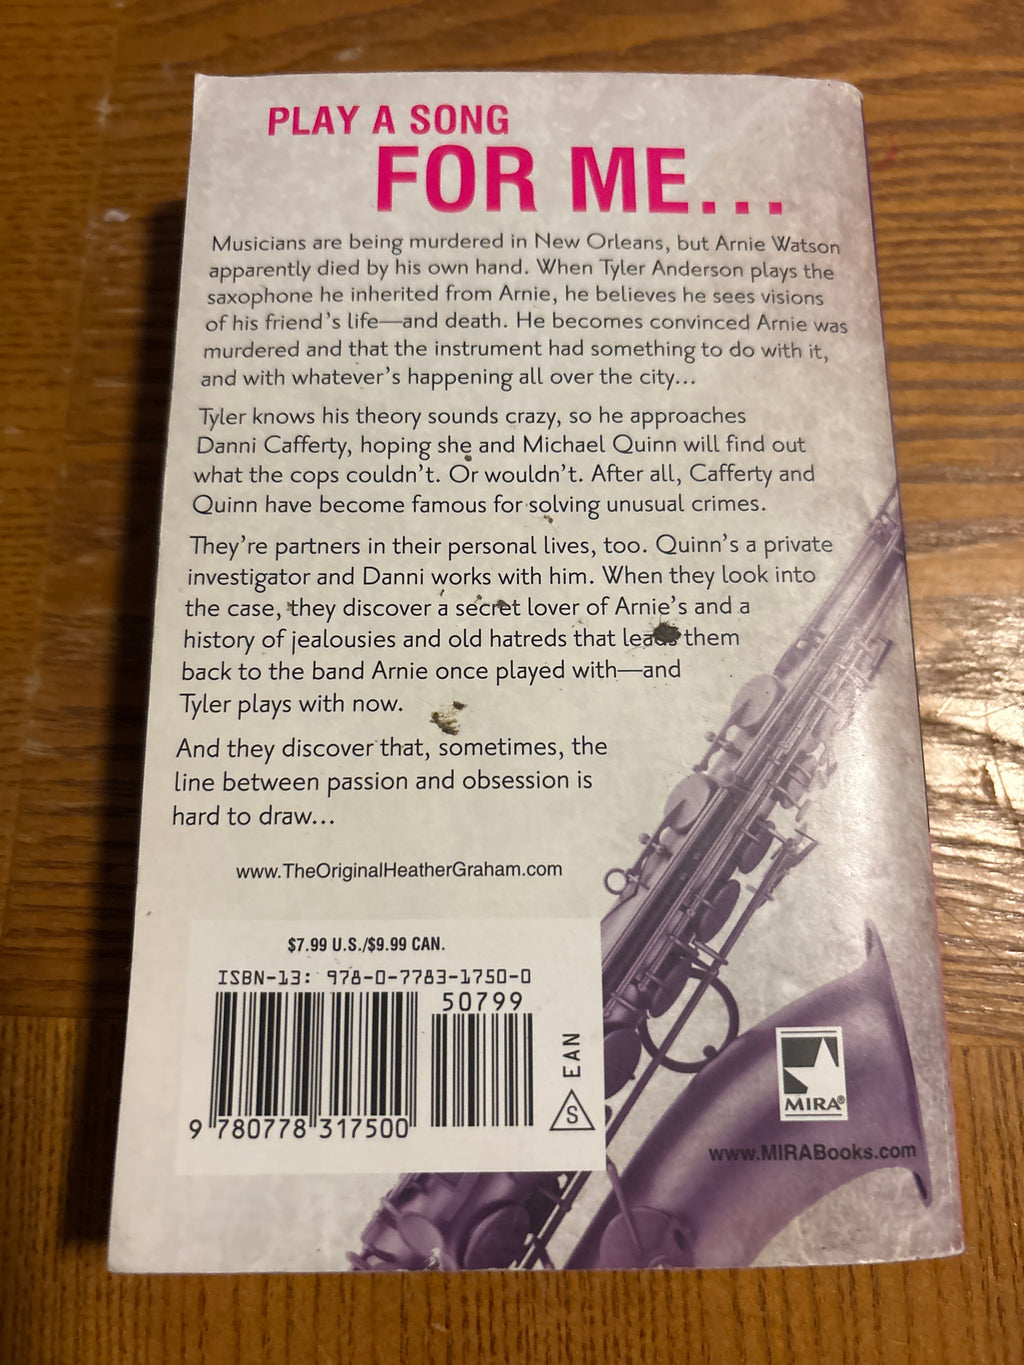 PLAY A SONG
FOR ME...
Musicians are being murdered in New Orleans, but Arnie Watson
apparently died by his own hand. When Tyler Anderson plays the
saxophone he inherited from Arnie, he believes he sees visions
of his friend's life—and death. He becomes convinced Arnie was
murdered and that the instrument had something to do with it,
and with whatever's happening all over the city...
Tyler knows his theory sounds crazy, so he approaches
Danni Cafferty, hoping she and Michael Quinn will find out
what the cops couldn't. Or wouldn't. After all, Cafferty and
Quinn have become famous for solving unusual crimes.
They're partners in their personal lives, too. Quinn's a private
investigator and Danni works with him. When they look into
the case, they discover a secret lover of Arnie's and a
history of jealousies and old hatreds that leads them
back to the band Arnie once played with—and
Tyler plays with now.
And they discover that, sometimes, the
line between passion and obsession is
hard to draw...
www.TheOriginalHeatherGraham.com
$7.99 U.S./$9.99 CAN.
ISBN-13: 978-0-7783-1750-0
50799
EAN
S
9 780778 317500
MIRA®
www.MIRABooks.com